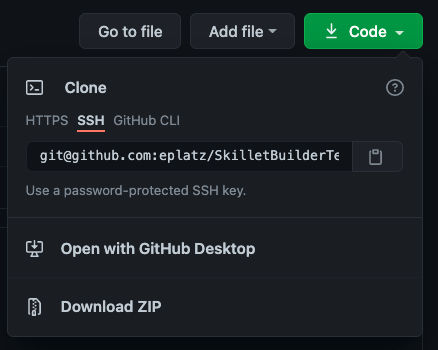 Go to file Add file Code
Clone
HTTPS SSH GitHub CLI
git@github.com:eplatz/SkilletBuilderTe
Use a password-protected SSH key.
Open with GitHub Desktop
Download ZIP